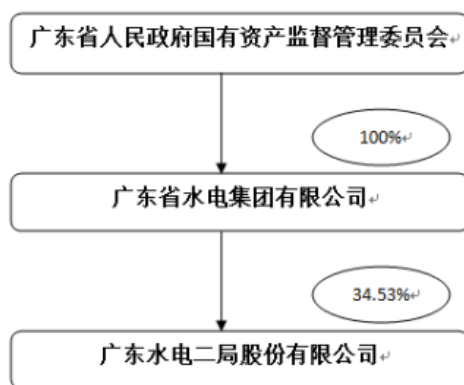 广东省人民政府国有资产监督管理委员会
100%
广东省水电集团有限公司
34.53%
广东水电二局股份有限公司